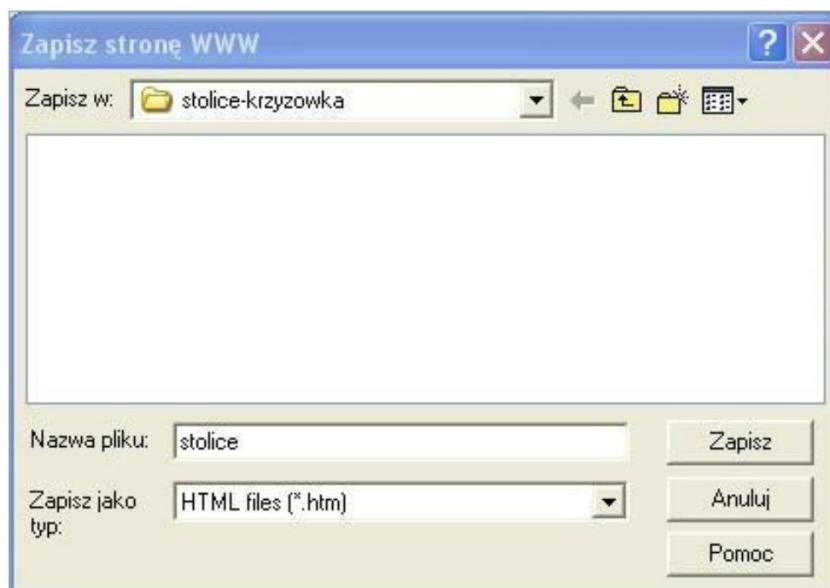 Zapisz stronę WWW
Zapisz w: stolice-krzyzowka
Nazwa pliku: stolice
Zapisz
Zapisz jako typ: HTML files (*.htm)
Anuluj
Pomoc